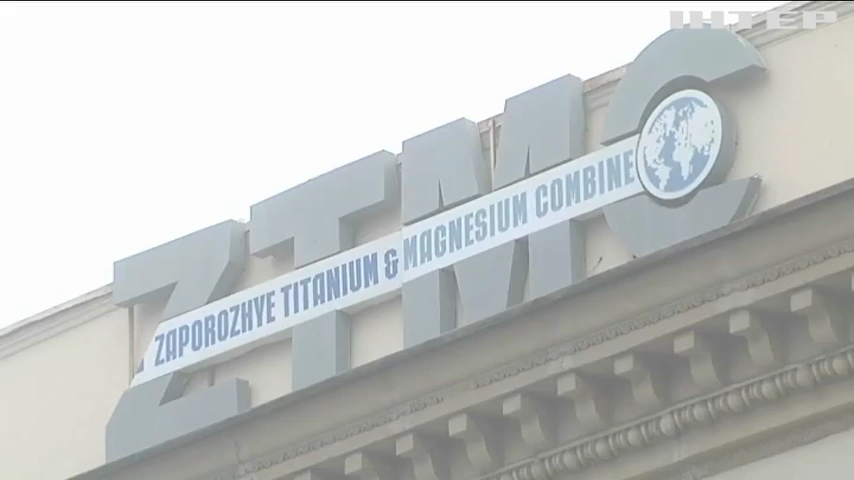 ІНТЕР
ZTMC
ZAPOROZHYE TITANIUM & MAGNESIUM COMBINE